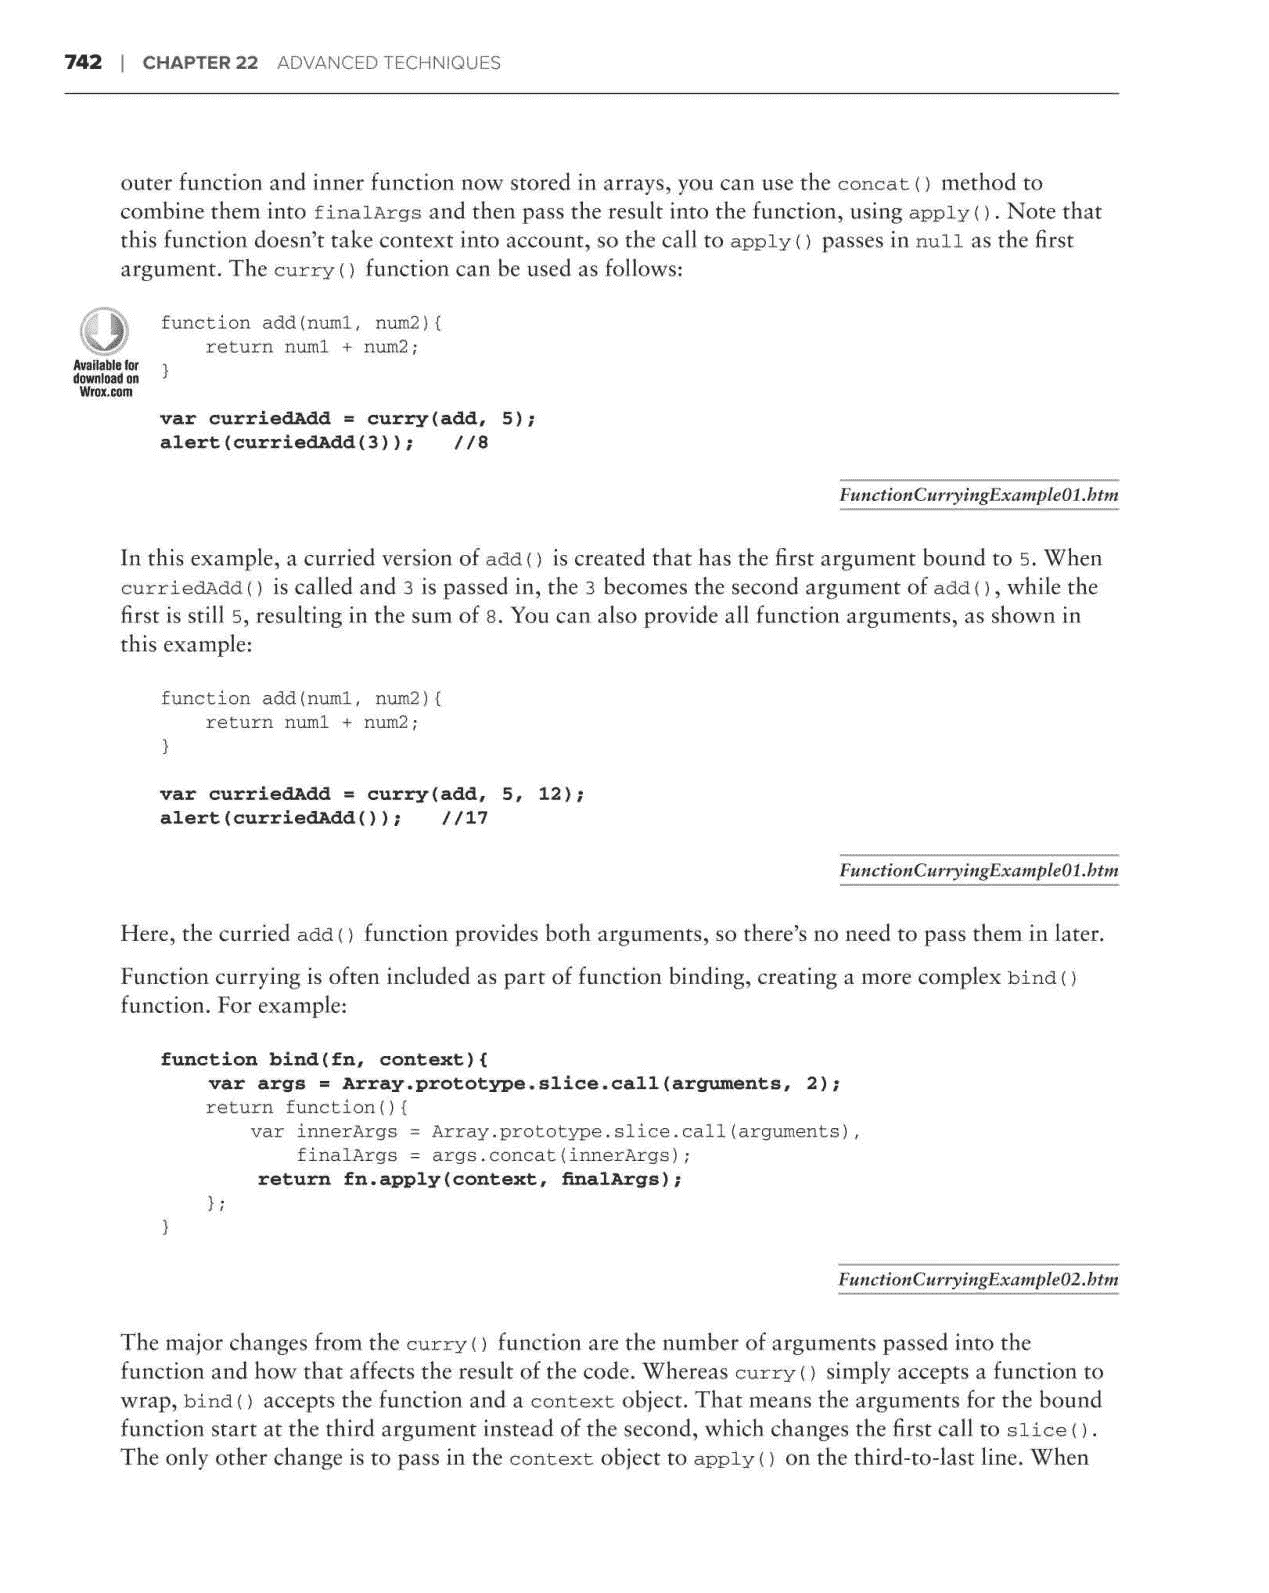 742 | CHAPTER 22 ADVANCED TECHNIQUES
outer function and inner function now stored in arrays, you can use the concat() method to
combine them into finalArgs and then pass the result into the function, using apply(). Note that
this function doesn’t take context into account, so the call to apply() passes in null as the first
argument. The curry() function can be used as follows:
function add(num1, num2){
    return num1 + num2;
}
Available for
download on
Wrox.com
var curriedAdd = curry(add, 5);
alert(curriedAdd(3));   //8
FunctionCurryingExample01.htm
In this example, a curried version of add() is created that has the first argument bound to 5. When
curriedAdd() is called and 3 is passed in, the 3 becomes the second argument of add(), while the
first is still 5, resulting in the sum of 8. You can also provide all function arguments, as shown in
this example:
function add(num1, num2){
    return num1 + num2;
}
var curriedAdd = curry(add, 5, 12);
alert(curriedAdd());   //17
FunctionCurryingExample01.htm
Here, the curried add() function provides both arguments, so there’s no need to pass them in later.
Function currying is often included as part of function binding, creating a more complex bind()
function. For example:
function bind(fn, context){
    var args = Array.prototype.slice.call(arguments, 2);
    return function(){
        var innerArgs = Array.prototype.slice.call(arguments),
            finalArgs = args.concat(innerArgs);
        return fn.apply(context, finalArgs);
    };
}
FunctionCurryingExample02.htm
The major changes from the curry() function are the number of arguments passed into the
function and how that affects the result of the code. Whereas curry() simply accepts a function to
wrap, bind() accepts the function and a context object. That means the arguments for the bound
function start at the third argument instead of the second, which changes the first call to slice().
The only other change is to pass in the context object to apply() on the third-to-last line. When